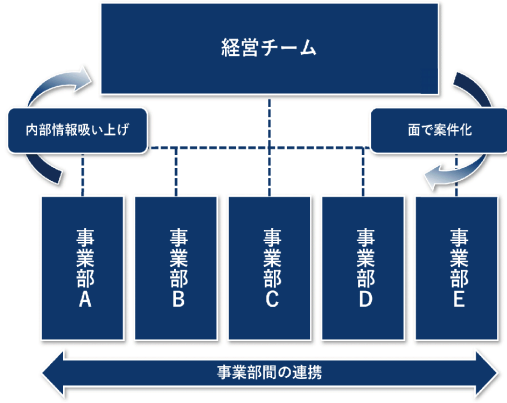 経営チーム
内部情報吸い上げ
面で案件化
事業部A
事業部B
事業部C
事業部D
事業部E
事業部間の連携